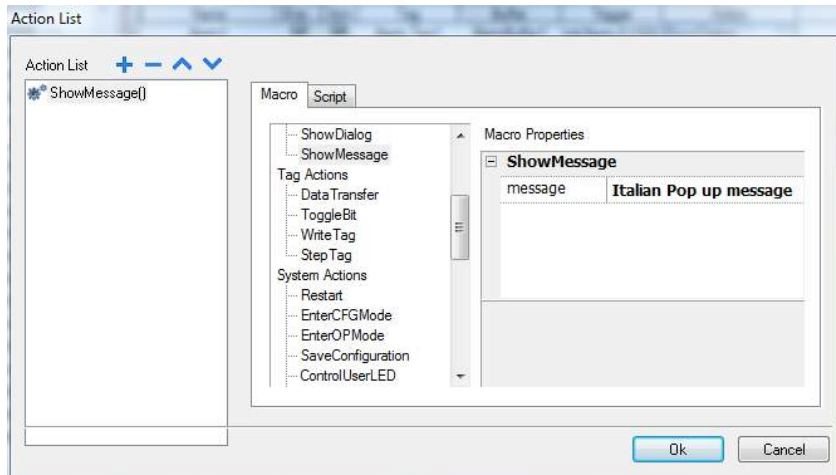 Action List
Action List
ShowMessage()
Macro Script
ShowDialog
ShowMessage
Tag Actions
DataTransfer
ToggleBit
WriteTag
StepTag
System Actions
Restart
EnterCFGMode
EnterOPMode
SaveConfiguration
ControlUserLED
Macro Properties
ShowMessage
message Italian Pop up message
Ok Cancel